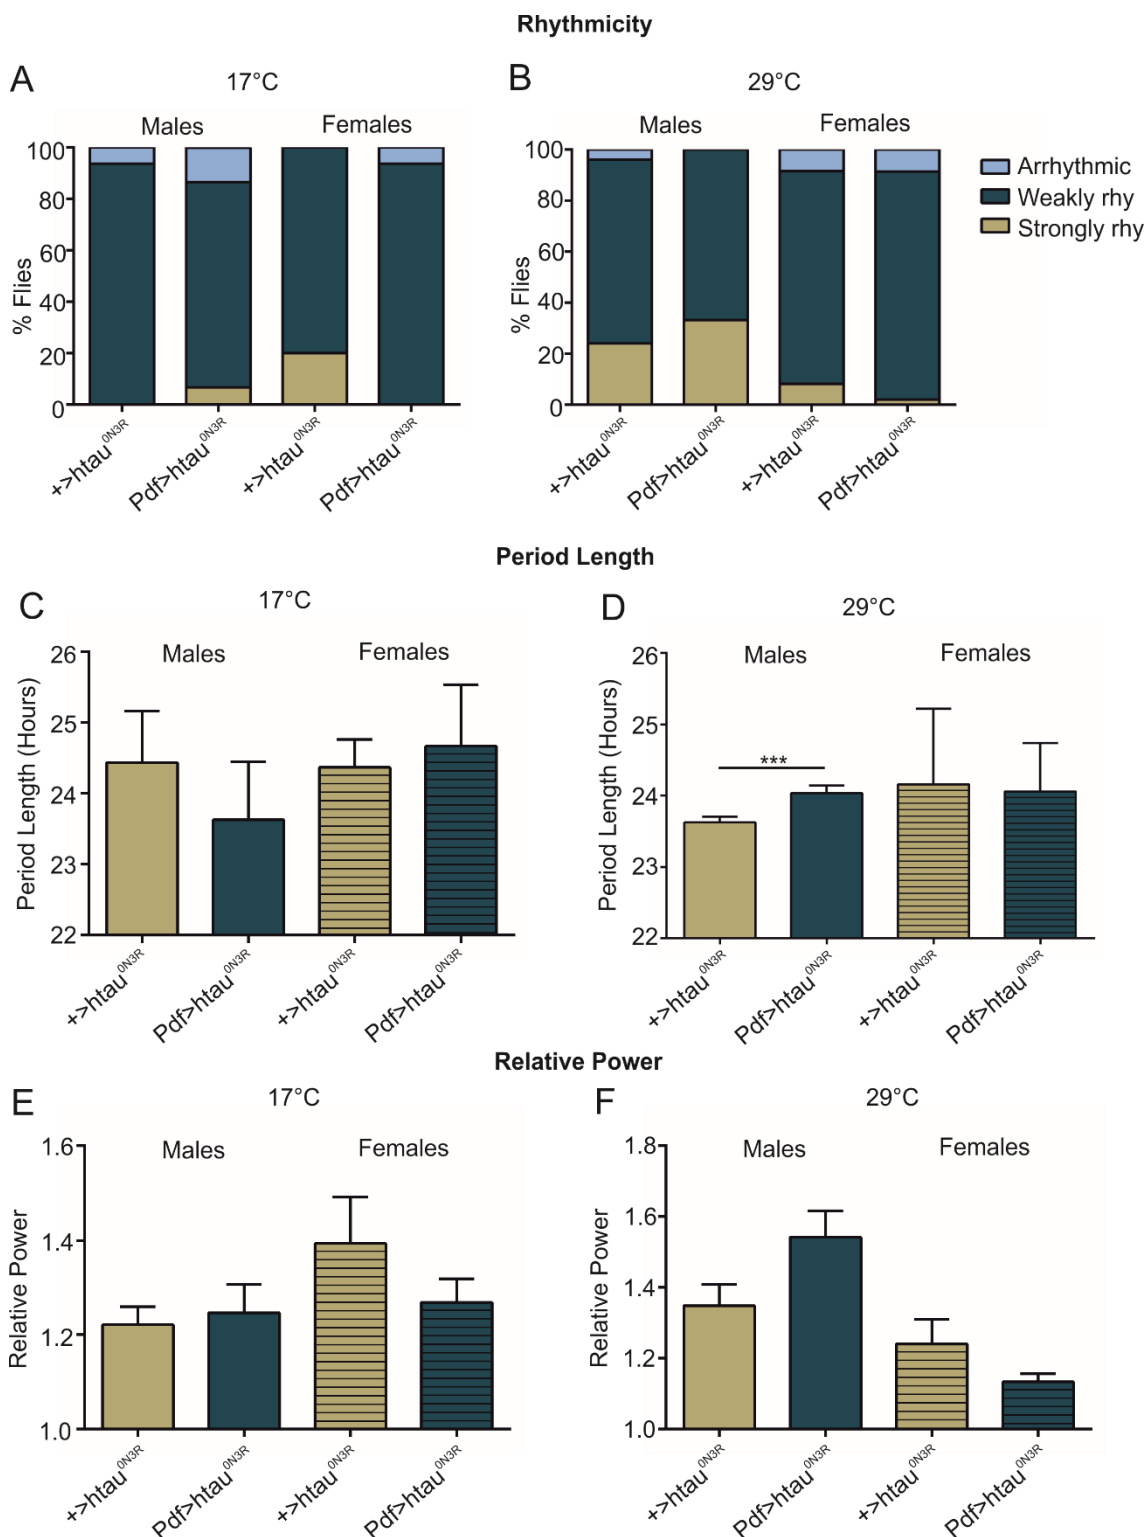 Rhythmicity
A
17°C
B
29°C
Males
Females
Males
Females
100
80
60
40
20
0
% Flies
100
80
60
40
20
0
% Flies
Arrhythmic
Weakly rhy
Strongly rhy
+>htau0N3R
Pdf>htau0N3R
+>htau0N3R
Pdf>htau0N3R
+>htau0N3R
Pdf>htau0N3R
+>htau0N3R
Pdf>htau0N3R
Period Length
C
17°C
D
29°C
Males
Females
Males
Females
26
25
24
23
22
Period Length (Hours)
26
25
24
23
22
Period Length (Hours)
***
+>htau0N3R
Pdf>htau0N3R
+>htau0N3R
Pdf>htau0N3R
+>htau0N3R
Pdf>htau0N3R
+>htau0N3R
Pdf>htau0N3R
Relative Power
E
17°C
F
29°C
Males
Females
Males
Females
1.6
1.4
1.2
1.0
Relative Power
1.8
1.6
1.4
1.2
1.0
Relative Power
+>htau0N3R
Pdf>htau0N3R
+>htau0N3R
Pdf>htau0N3R
+>htau0N3R
Pdf>htau0N3R
+>htau0N3R
Pdf>htau0N3R